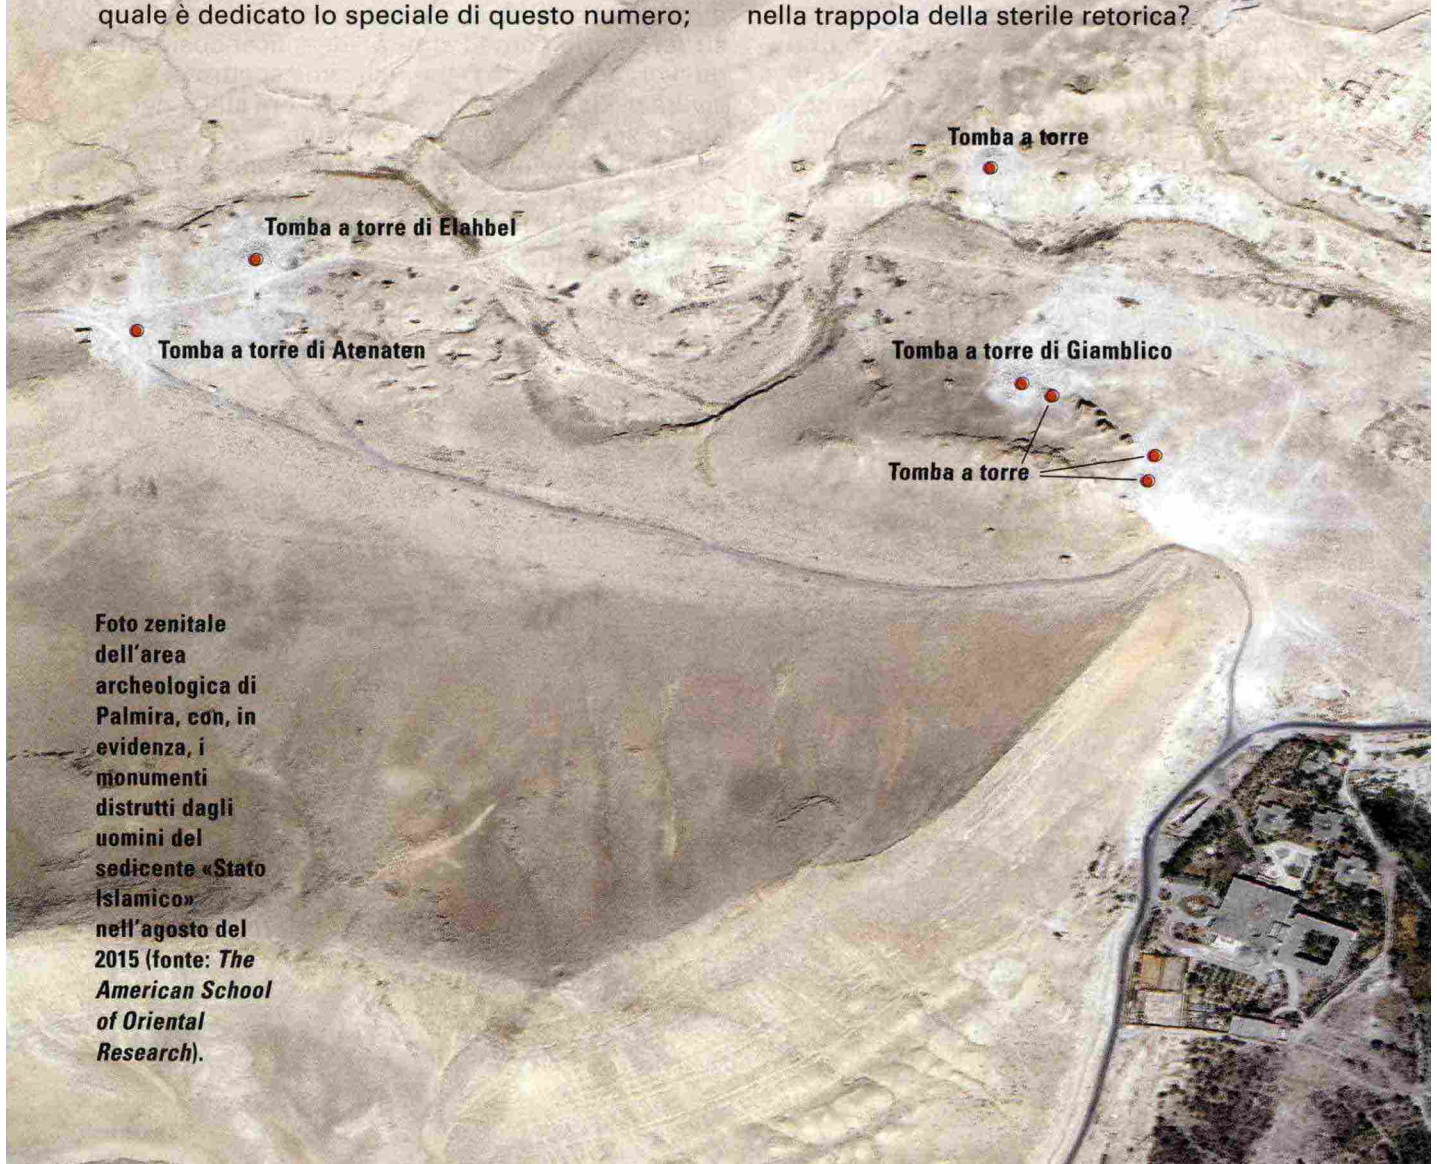 quale è dedicato lo speciale di questo numero;
nella trappola della sterile retorica?
Tomba a torre
Tomba a torre di Elahbel
Tomba a torre di Atenaten
Tomba a torre di Giamblico
Tomba a torre
Foto zenitale
dell'area
archeologica di
Palmira, con, in
evidenza, i
monumenti
distrutti dagli
uomini del
sedicente «Stato
Islamico»
nell'agosto del
2015 (fonte: The
American School
of Oriental
Research).